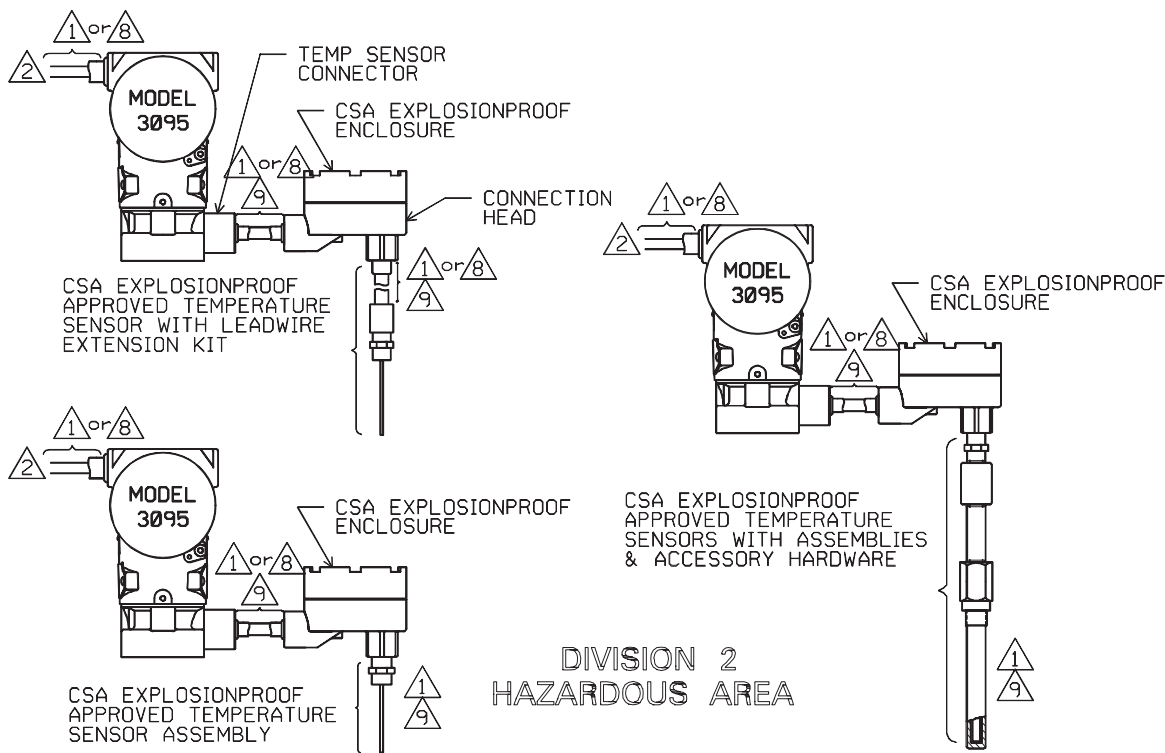 1 or 8
2
MODEL
3095
TEMP SENSOR
CONNECTOR
CSA EXPLOSIONPROOF
ENCLOSURE
1 or 8
9
CONNECTION
HEAD
1 or 8
9
CSA EXPLOSIONPROOF
APPROVED TEMPERATURE
SENSOR WITH LEADWIRE
EXTENSION KIT
1 or 8
2
MODEL
3095
CSA EXPLOSIONPROOF
ENCLOSURE
1 or 8
9
CSA EXPLOSIONPROOF
APPROVED TEMPERATURE
SENSORS WITH ASSEMBLIES
& ACCESSORY HARDWARE
1
9
1 or 8
2
MODEL
3095
CSA EXPLOSIONPROOF
ENCLOSURE
1 or 8
9
CSA EXPLOSIONPROOF
APPROVED TEMPERATURE
SENSOR ASSEMBLY
1
9
DIVISION 2
HAZARDOUS AREA